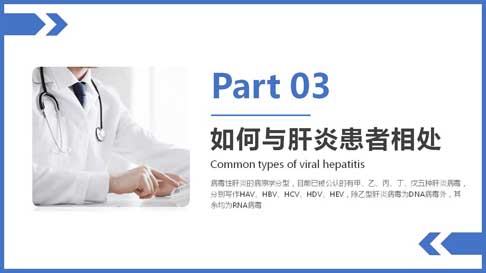 Part 03
如何与肝炎患者相处
Common types of viral hepatitis
病毒性肝炎的病原学分型，目前已被公认的有甲、乙、丙、丁、戊五种肝炎病毒，
分别写作HAV、HBV、HCV、HDV、HEV，除乙型肝炎病毒为DNA病毒外，其
余均为RNA病毒